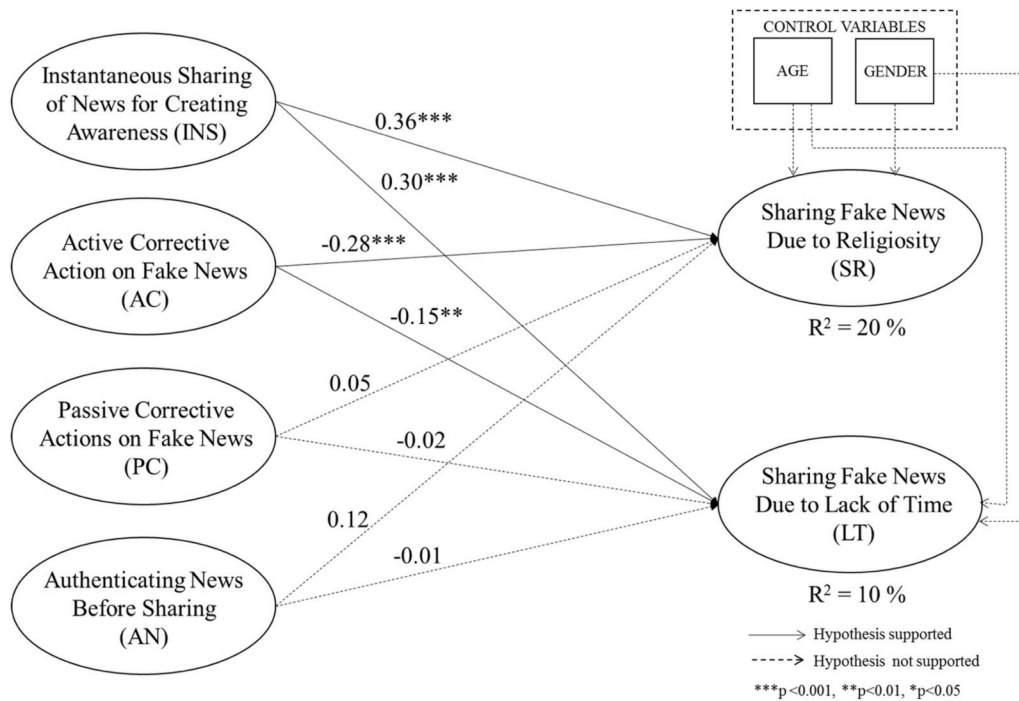 CONTROL VARIABLES
AGE
GENDER
Instantaneous Sharing
of News for Creating
Awareness (INS)
Active Corrective
Action on Fake News
(AC)
Passive Corrective
Actions on Fake News
(PC)
Authenticating News
Before Sharing
(AN)
0.36***
0.30***
-0.28***
-0.15**
0.05
-0.02
0.12
-0.01
Sharing Fake News
Due to Religiosity
(SR)
R² = 20 %
Sharing Fake News
Due to Lack of Time
(LT)
R² = 10 %
Hypothesis supported
Hypothesis not supported
***p <0.001, **p<0.01, *p<0.05